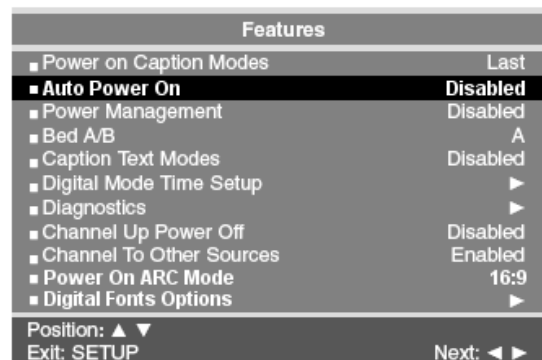 Features
Power on Caption Modes Last
Auto Power On Disabled
Power Management Disabled
Bed A/B A
Caption Text Modes Disabled
Digital Mode Time Setup ►
Diagnostics ►
Channel Up Power Off Disabled
Channel To Other Sources Enabled
Power On ARC Mode 16:9
Digital Fonts Options ►
Position: ▲ ▼
Exit: SETUP Next: ◄ ►